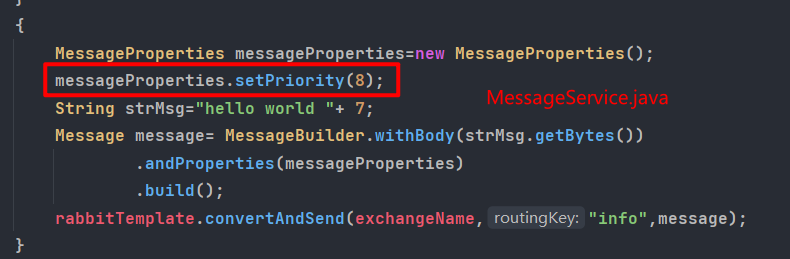 }
{
MessageProperties messageProperties=new MessageProperties();
messageProperties.setPriority(8);
String strMsg="hello world "+ 7;
MessageService.java
Message message= MessageBuilder.withBody(strMsg.getBytes())
.andProperties(messageProperties)
.build();
rabbitTemplate.convertAndSend(exchangeName, routingKey: "info",message);
}